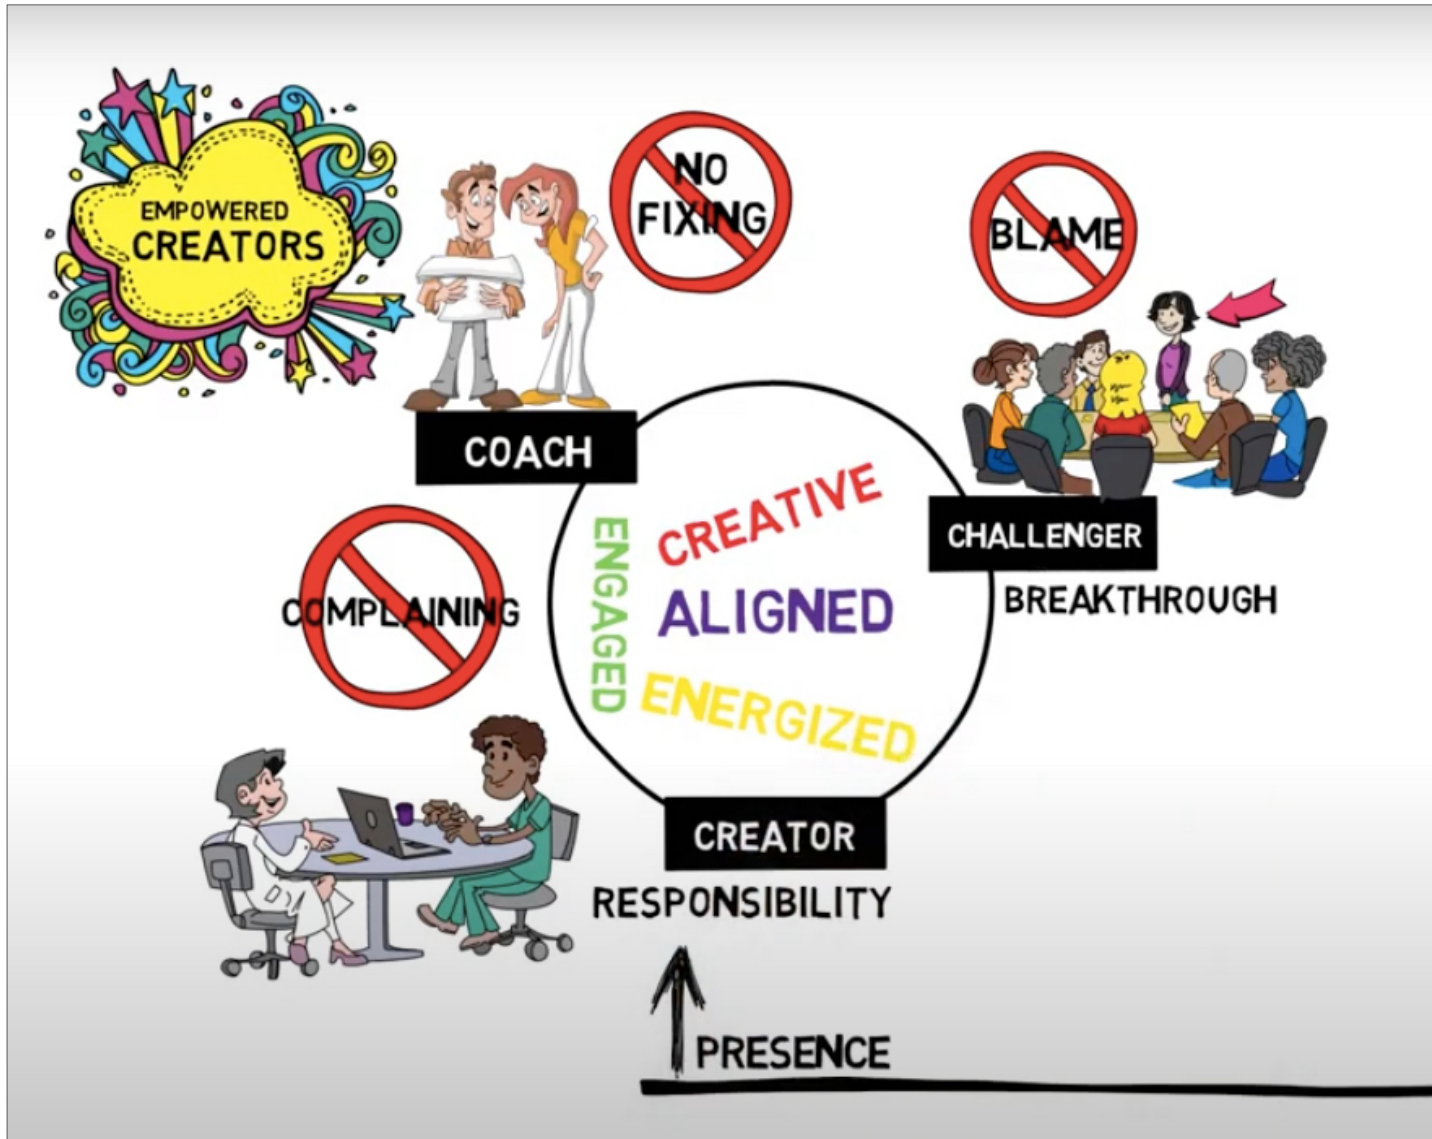 EMPOWERED
CREATORS
NO
FIXING
BLAME
COACH
CHALLENGER
BREAKTHROUGH
CREATIVE
ENGAGED
ALIGNED
ENERGIZED
COMPLAINING
CREATOR
RESPONSIBILITY
PRESENCE